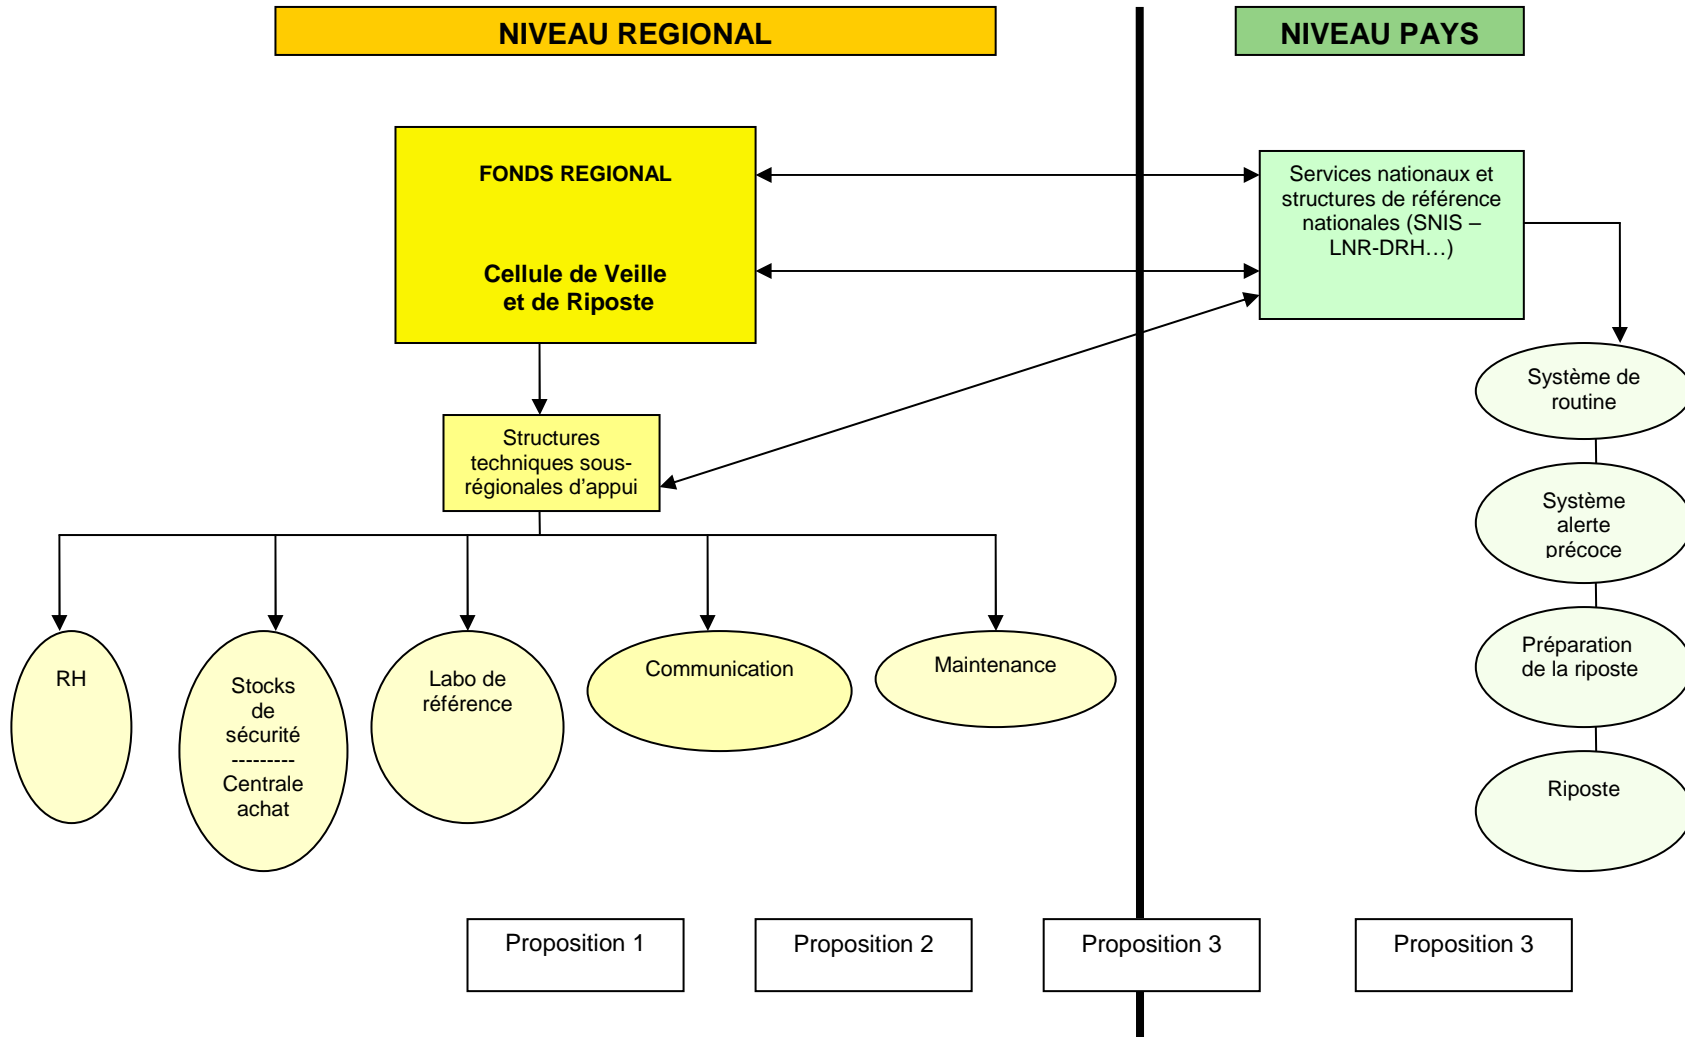 NIVEAU REGIONAL
NIVEAU PAYS
FONDS REGIONAL
Cellule de Veille
et de Riposte
Services nationaux et
structures de référence
nationales (SNIS –
LNR-DRH…)
Structures
techniques sous-
régionales d’appui
Système de
routine
Système
alerte
précoce
Préparation
de la riposte
Riposte
RH
Stocks
de
sécurité
---------
Centrale
achat
Labo de
référence
Communication
Maintenance
Proposition 1
Proposition 2
Proposition 3
Proposition 3